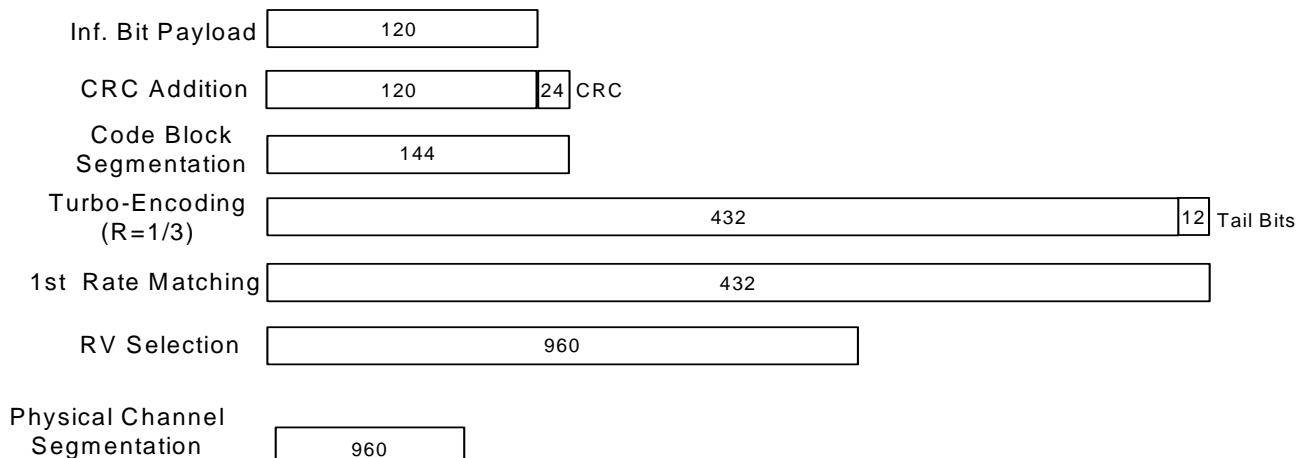 Inf. Bit Payload 120
CRC Addition 120 24 CRC
Code Block
Segmentation 144
Turbo-Encoding
(R=1/3) 432 12 Tail Bits
1st Rate Matching 432
RV Selection 960
Physical Channel
Segmentation 960